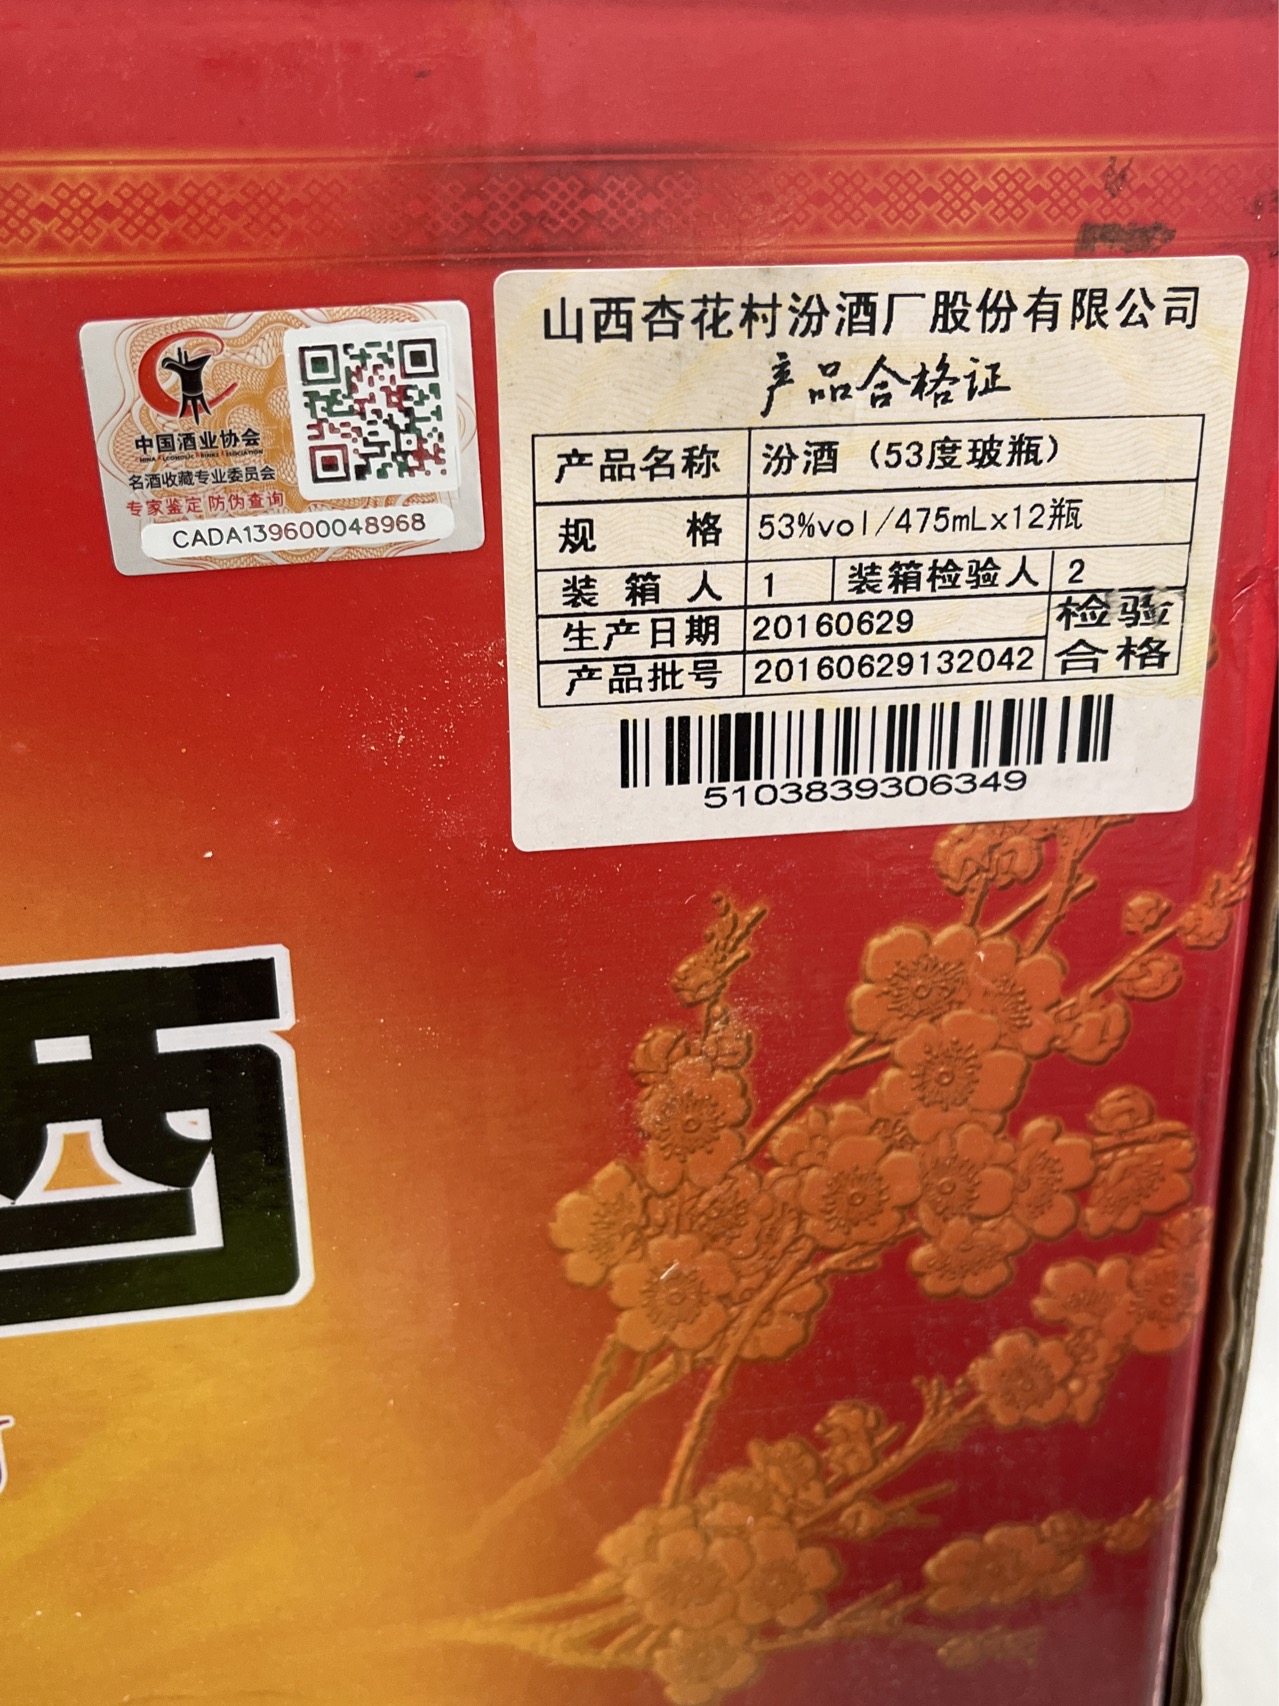 中国酒业协会
名酒收藏专业委员会
专家鉴定 防伪查询
CADA139600048968
山西杏花村汾酒厂股份有限公司
产品合格证
产品名称 汾酒（53度玻瓶）
规 格 53%vol/475mLx12瓶
装箱人 1 装箱检验人 2
生产日期 20160629 检验
产品批号 20160629132042 合格
5103839306349